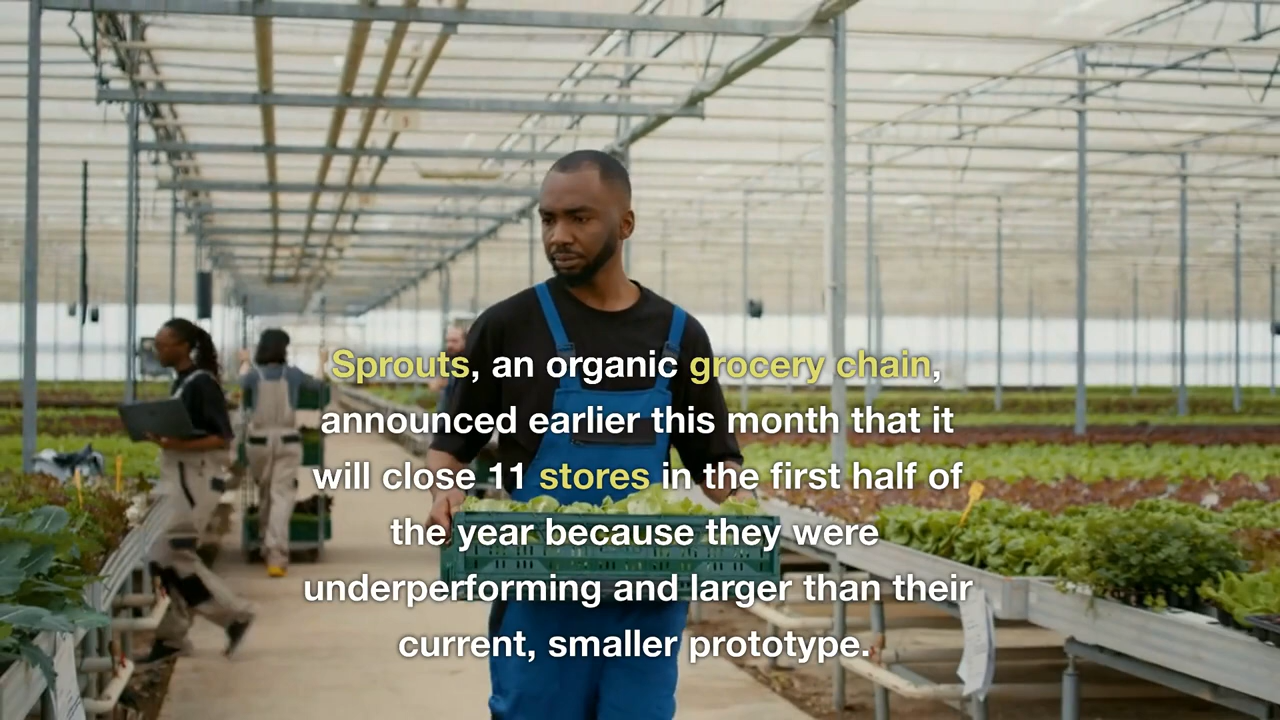 Sprouts, an organic grocery chain,
announced earlier this month that it
will close 11 stores in the first half of
the year because they were
underperforming and larger than their
current, smaller prototype.